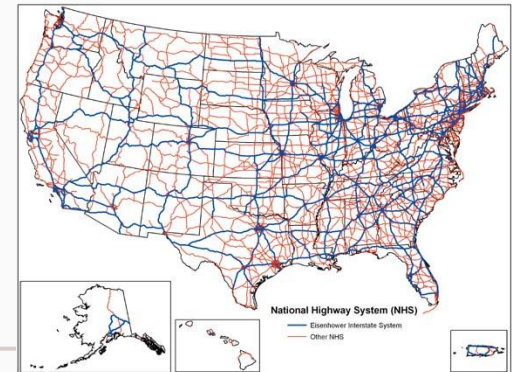 National Highway System (NHS)
Eisenhower Interstate System
Other NHS